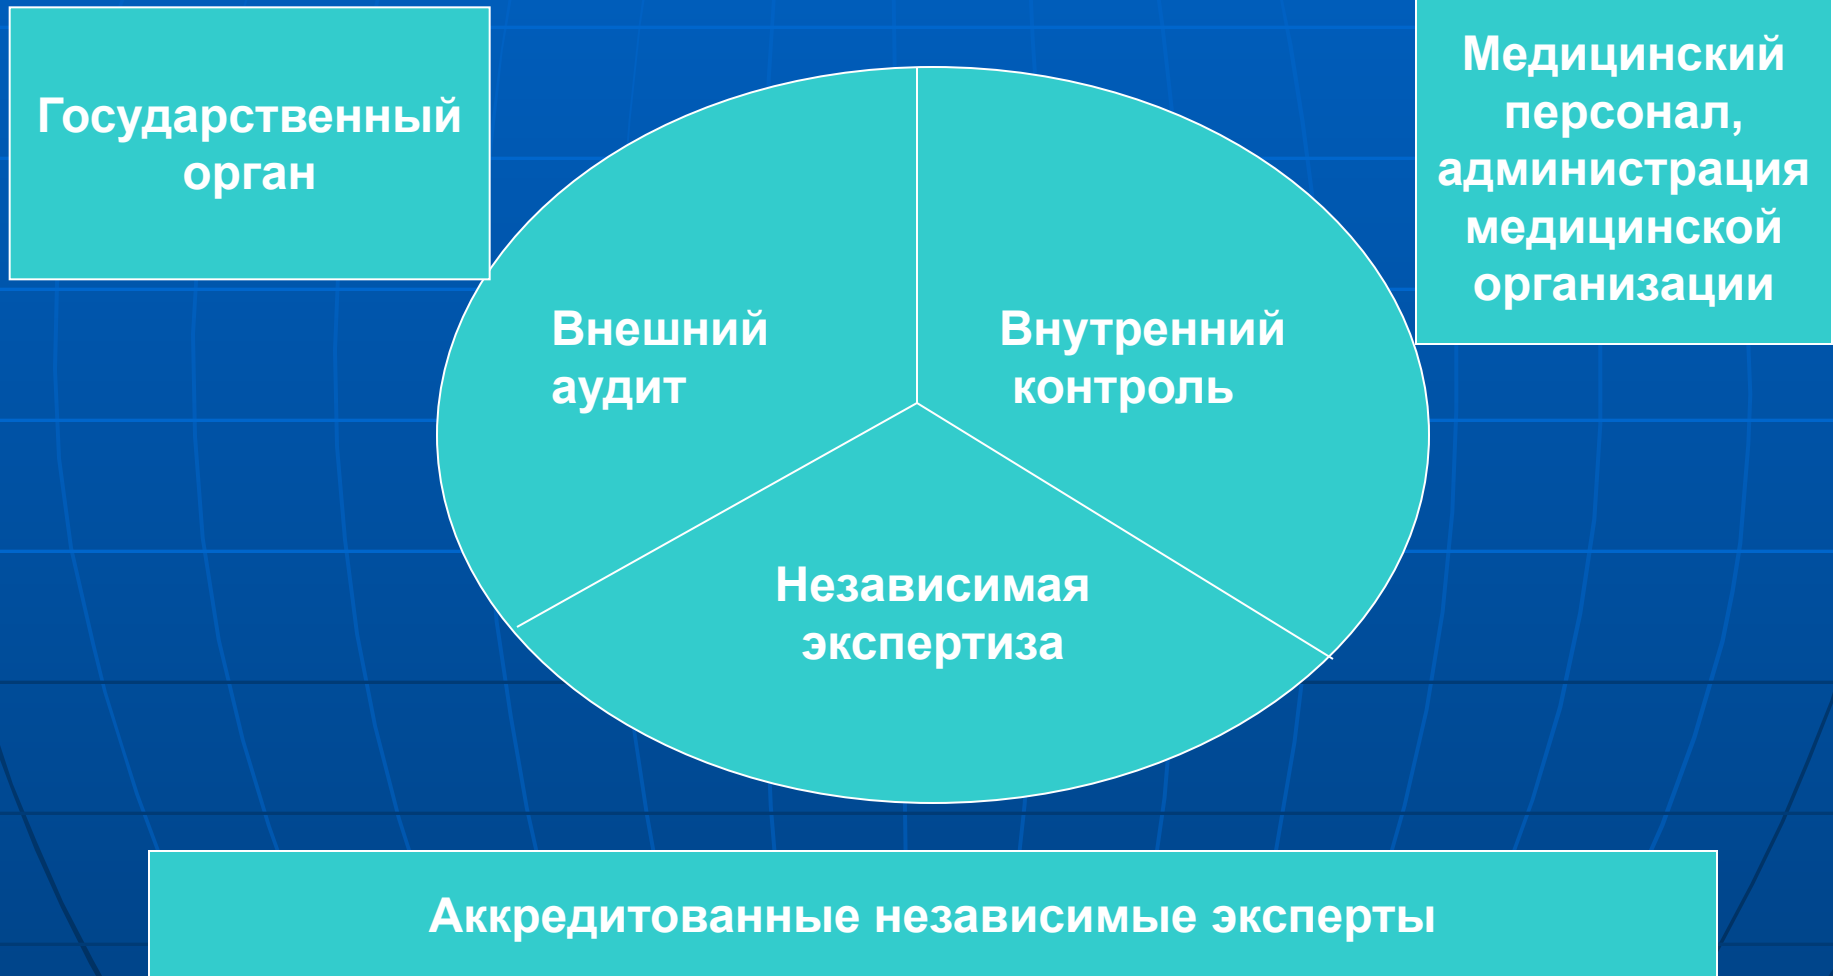 Государственный
орган
Медицинский
персонал,
администрация
медицинской
организации
Внешний
аудит
Внутренний
контроль
Независимая
экспертиза
Аккредитованные независимые эксперты